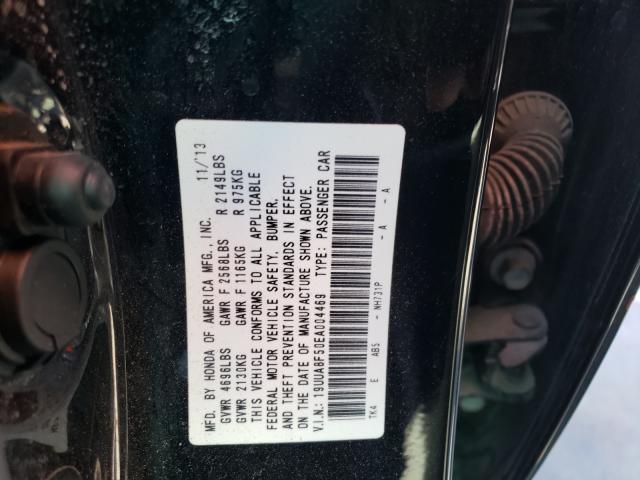 MFD. BY HONDA OF AMERICA MFG., INC. 11/13
GVWR 4696LBS GAWR F 2568LBS R 2149LBS
GVWR 2130KG GAWR F 1165KG R 975KG
THIS VEHICLE CONFORMS TO ALL APPLICABLE
FEDERAL MOTOR VEHICLE SAFETY, BUMPER,
AND THEFT PREVENTION STANDARDS IN EFFECT
ON THE DATE OF MANUFACTURE SHOWN ABOVE.
V.I.N.: 19UUA8F50EA004469 TYPE: PASSENGER CAR
TK4 E AB5 - NH731P - A - A